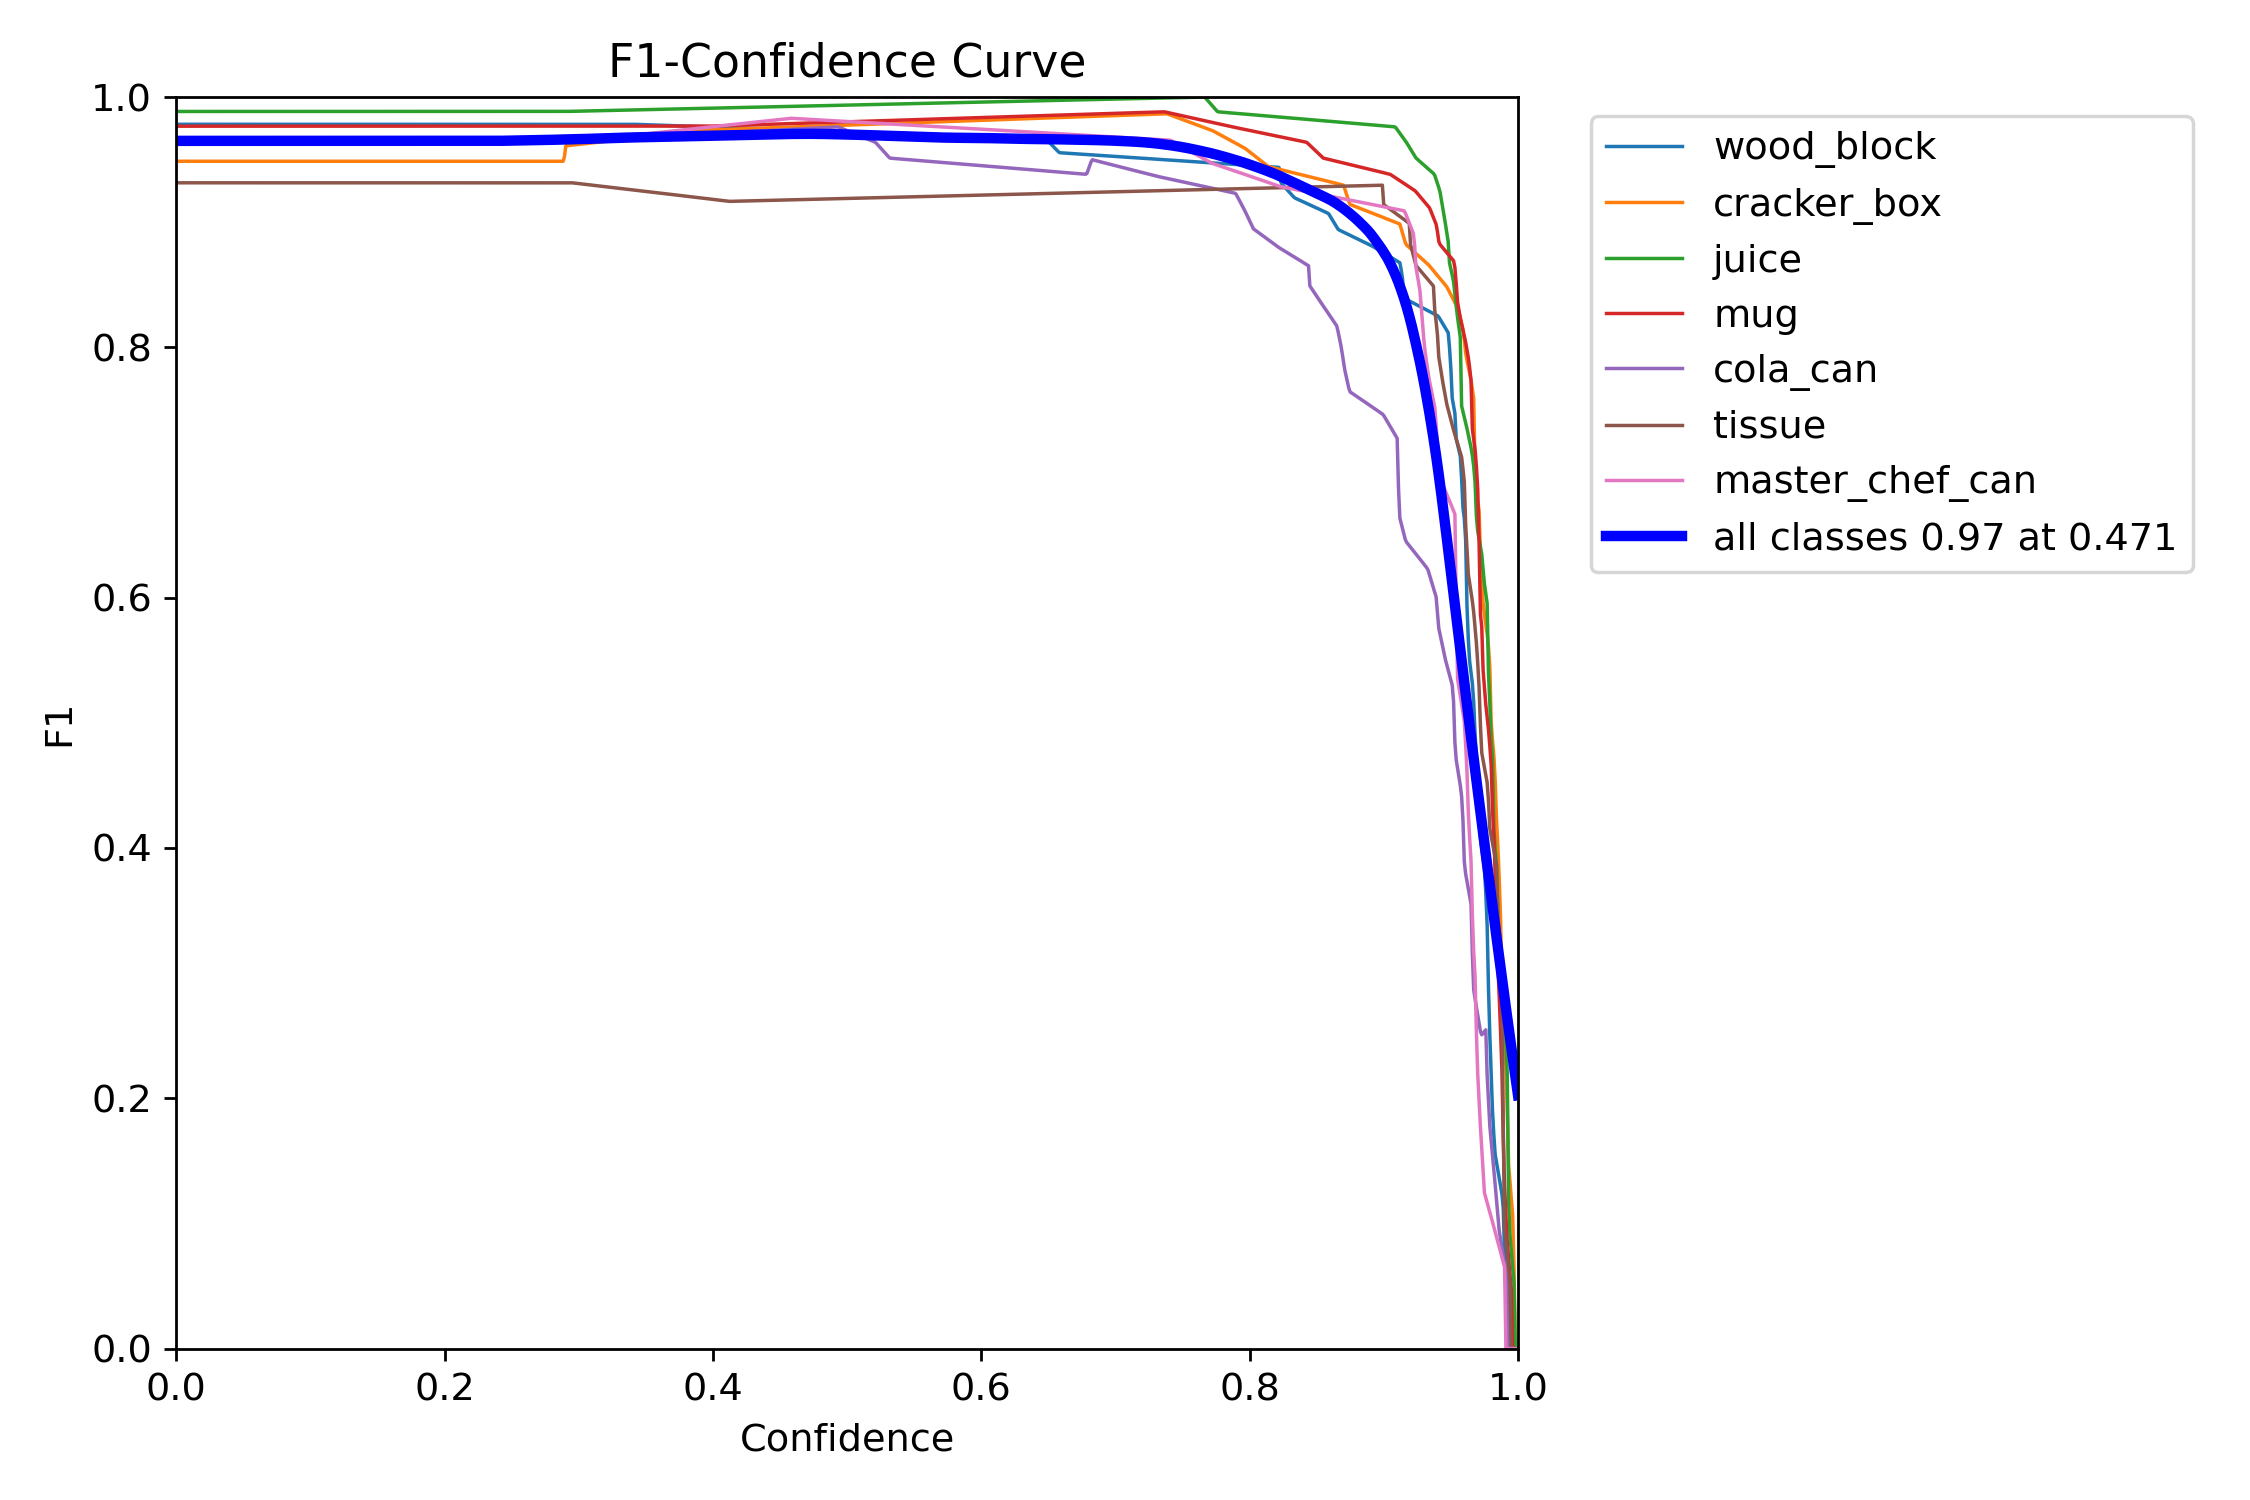 F1-Confidence Curve
1.0
0.8
0.6
0.4
0.2
0.0
F1
0.0 0.2 0.4 0.6 0.8 1.0
Confidence
wood_block
cracker_box
juice
mug
cola_can
tissue
master_chef_can
all classes 0.97 at 0.471